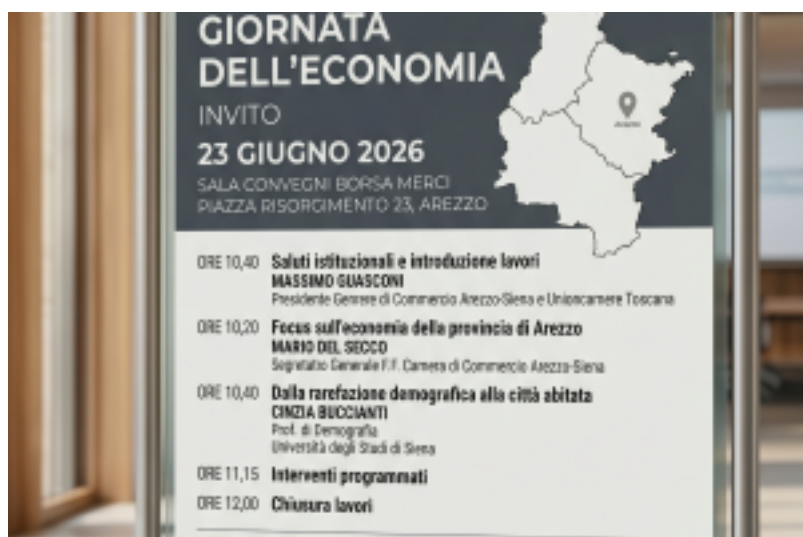 GIORNATA
DELL'ECONOMIA
INVITO
23 GIUGNO 2026
SALA CONVEGNI BORSA MERCI
PIAZZA RISORGIMENTO 23, AREZZO
ORE 10,40 Saluti istituzionali e introduzione lavori
MASSIMO GUASCONI
Presidente di Commercio Arezzo-Siena e Unioncamere Toscana
ORE 10,20 Focus sull'economia della provincia di Arezzo
MARIO DEL SECCO
Segretario Generale F.F. Camera di Commercio Arezzo-Siena
ORE 10,40 Dalla rarefazione demografica alla città abitata
CINZIA BUCCIANTI
Prof. di Demografia
Università degli Studi di Siena
ORE 11,15 Interventi programmati
ORE 12,00 Chiusura lavori